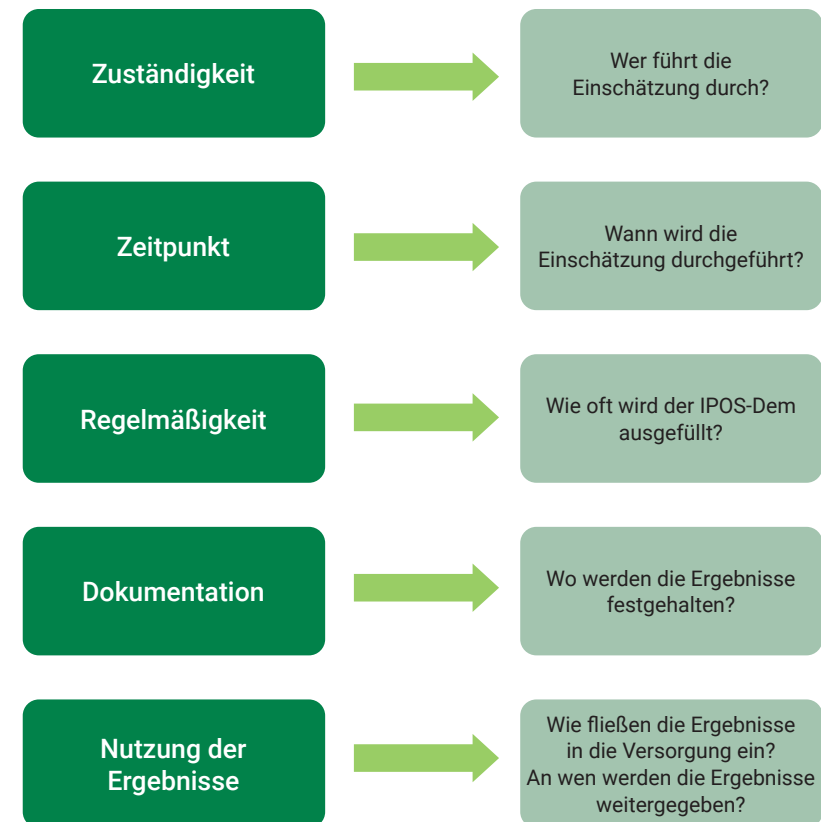 Zuständigkeit
Wer führt die
Einschätzung durch?
Zeitpunkt
Wann wird die
Einschätzung durchgeführt?
Regelmäßigkeit
Wie oft wird der IPOS-Dem
ausgefüllt?
Dokumentation
Wo werden die Ergebnisse
festgehalten?
Nutzung der
Ergebnisse
Wie fließen die Ergebnisse
in die Versorgung ein?
An wen werden die Ergebnisse
weitergegeben?